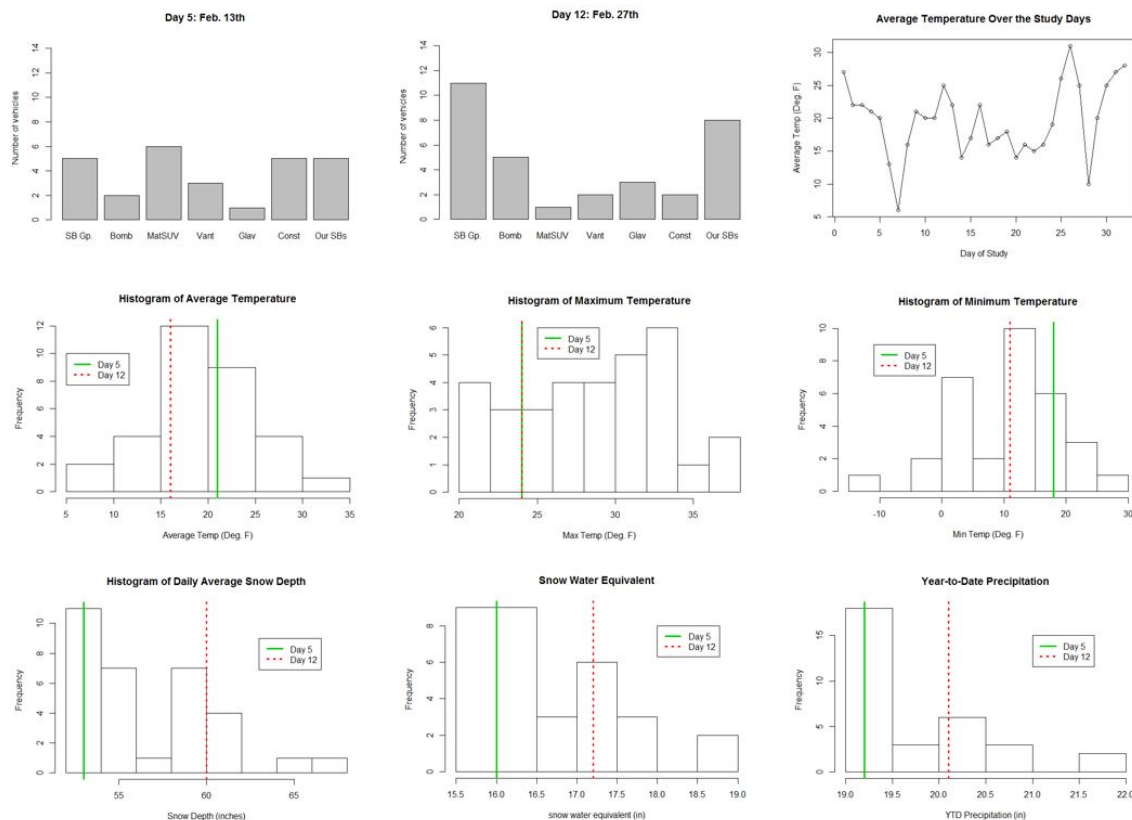 Day 5: Feb. 13th
Number of vehicles
0 2 4 6 8 10 12 14
SB Gp. Bomb MatSUV Vant Glav Const Our SBs
Day 12: Feb. 27th
Number of vehicles
0 2 4 6 8 10 12 14
SB Gp. Bomb MatSUV Vant Glav Const Our SBs
Average Temperature Over the Study Days
Average Temp (Deg. F)
5 10 15 20 25 30
0 5 10 15 20 25 30
Day of Study
Histogram of Average Temperature
Day 5
Day 12
Frequency
0 2 4 6 8 10 12
5 10 15 20 25 30 35
Average Temp (Deg. F)
Histogram of Maximum Temperature
Day 5
Day 12
Frequency
0 1 2 3 4 5 6
20 25 30 35
Max Temp (Deg. F)
Histogram of Minimum Temperature
Day 5
Day 12
Frequency
0 2 4 6 8 10
-10 0 10 20 30
Min Temp (Deg. F)
Histogram of Daily Average Snow Depth
Day 5
Day 12
Frequency
0 2 4 6 8 10
55 60 65
Snow Depth (inches)
Snow Water Equivalent
Day 5
Day 12
Frequency
0 2 4 6 8
15.5 16.0 16.5 17.0 17.5 18.0 18.5 19.0
snow water equivalent (in)
Year-to-Date Precipitation
Day 5
Day 12
Frequency
0 5 10 15
19.0 19.5 20.0 20.5 21.0 21.5 22.0
YTD Precipitation (in)